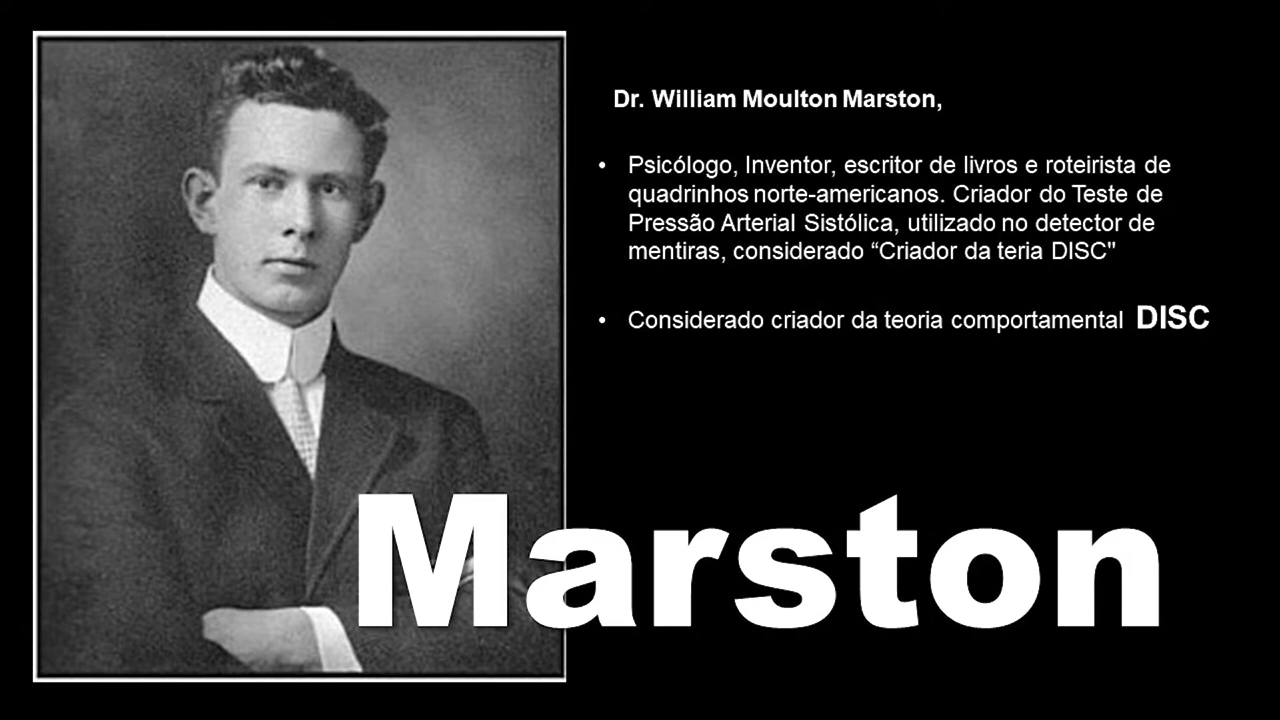 Dr. William Moulton Marston,
• Psicólogo, Inventor, escritor de livros e roteirista de
quadrinhos norte-americanos. Criador do Teste de
Pressão Arterial Sistólica, utilizado no detector de
mentiras, considerado “Criador da teria DISC"
• Considerado criador da teoria comportamental DISC
Marston